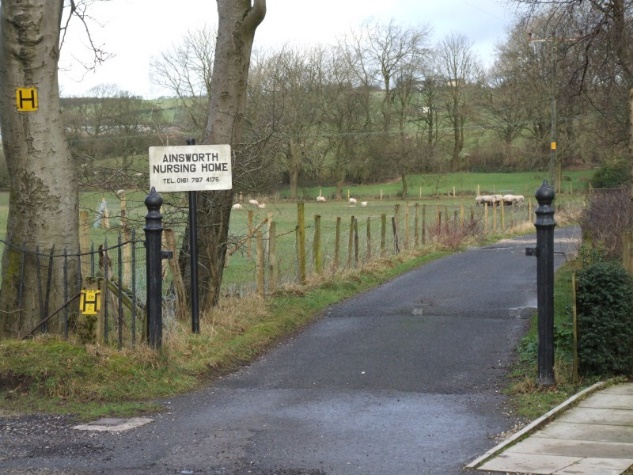 H
AINSWORTH
NURSING HOME
TEL. 0161 797 4175
H